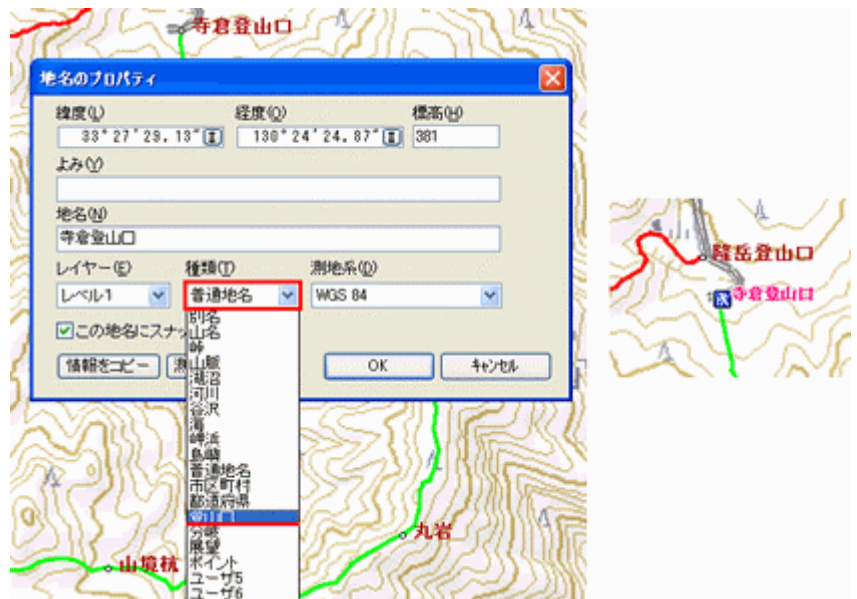 寺倉登山口
地名のプロパティ
緯度(L) 経度(O) 標高(H)
33°27'29.13" 130°24'24.87" 381
よみ(Y)
地名(N)
寺倉登山口
レイヤー(E) 種類(T) 測地系(D)
レベル1 普通地名 WGS 84
この地名にスナッ
情報をコピー OK キャンセル
別名
山名
峠
山脈
湖沼
河川
谷沢
海
岬浜
島嶼
普通地名
市区町村
都道府県
登山口
分岐
展望
ポイント
ユーザ5
ユーザ6
丸岩
山境杭
隆岳登山口
寺倉登山口